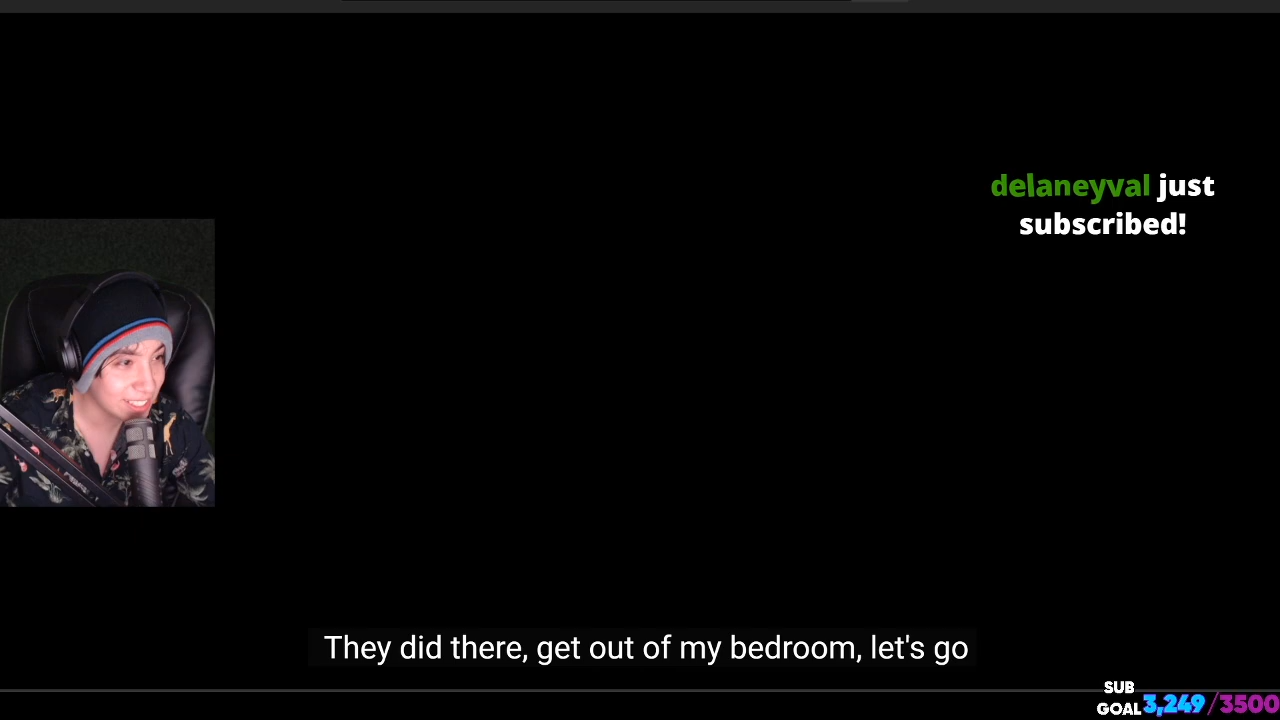 delaneyval just
subscribed!
They did there, get out of my bedroom, let's go
SUB
GOAL 3,249/3500